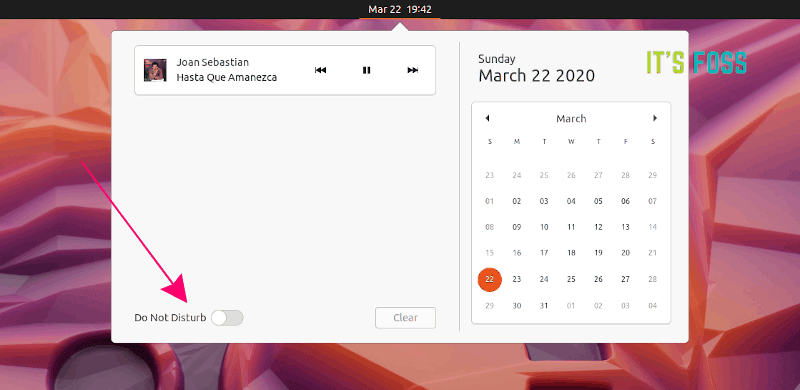 Mar 22 19:42
Joan Sebastian
Hasta Que Amanezca
Do Not Disturb
Clear
Sunday
March 22 2020
IT'S FOSS
March
S M T W T F S
23 24 25 26 27 28 29
01 02 03 04 05 06 07
08 09 10 11 12 13 14
15 16 17 18 19 20 21
22 23 24 25 26 27 28
29 30 31 01 02 03 04